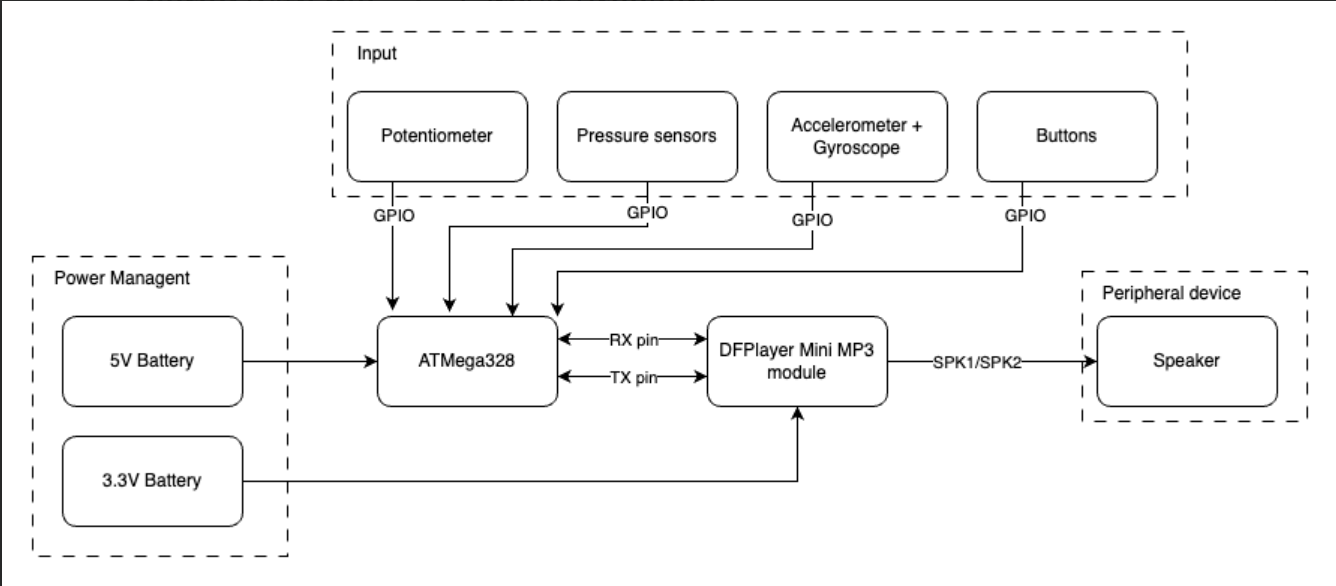 Input
Potentiometer
Pressure sensors
Accelerometer +
Gyroscope
Buttons
GPIO
GPIO
GPIO
GPIO
Power Managent
5V Battery
3.3V Battery
ATMega328
RX pin
TX pin
DFPlayer Mini MP3
module
SPK1/SPK2
Peripheral device
Speaker